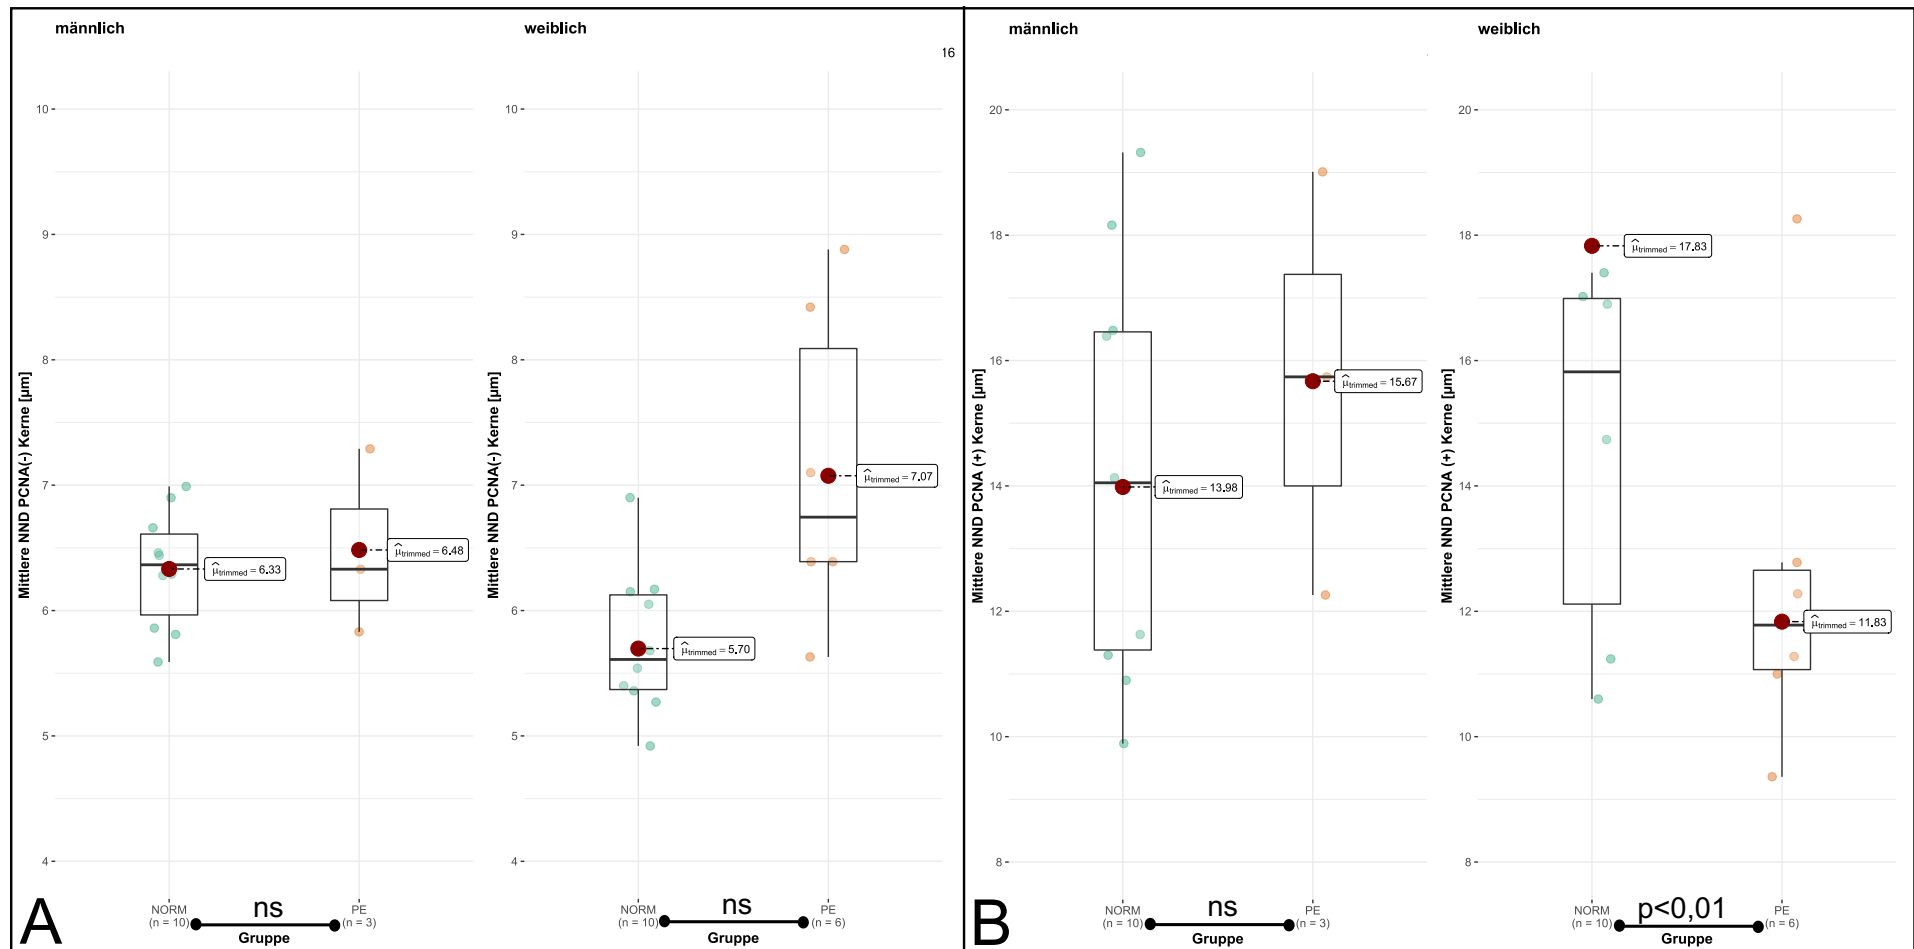 männlich
weiblich
16
Mittlere NND PCNA(-) Kerne [µm]
10
9
8
7
6
5
4
μ̂trimmed = 6.33
μ̂trimmed = 6.48
NORM
(n = 10)
ns
PE
(n = 3)
Gruppe
A
Mittlere NND PCNA(-) Kerne [µm]
10
9
8
7
6
5
4
μ̂trimmed = 5.70
μ̂trimmed = 7.07
NORM
(n = 10)
ns
PE
(n = 6)
Gruppe
männlich
weiblich
Mittlere NND PCNA (+) Kerne [µm]
20
18
16
14
12
10
8
μ̂trimmed = 13.98
μ̂trimmed = 15.67
NORM
(n = 10)
ns
PE
(n = 3)
Gruppe
B
Mittlere NND PCNA (+) Kerne [µm]
20
18
16
14
12
10
8
μ̂trimmed = 17.83
μ̂trimmed = 11.83
NORM
(n = 10)
p<0,01
PE
(n = 6)
Gruppe